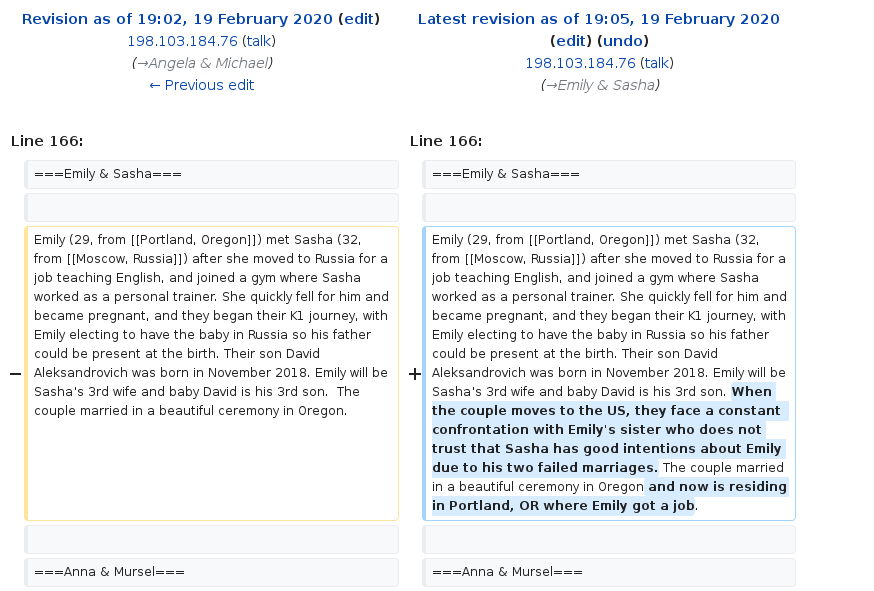 Revision as of 19:02, 19 February 2020 (edit)
198.103.184.76 (talk)
(→Angela & Michael)
← Previous edit
Latest revision as of 19:05, 19 February 2020
(edit) (undo)
198.103.184.76 (talk)
(→Emily & Sasha)
Line 166:
Line 166:
===Emily & Sasha===
===Emily & Sasha===
−
Emily (29, from [[Portland, Oregon]]) met Sasha (32,
from [[Moscow, Russia]]) after she moved to Russia for a
job teaching English, and joined a gym where Sasha
worked as a personal trainer. She quickly fell for him and
became pregnant, and they began their K1 journey, with
Emily electing to have the baby in Russia so his father
could be present at the birth. Their son David
Aleksandrovich was born in November 2018. Emily will be
Sasha's 3rd wife and baby David is his 3rd son.  The
couple married in a beautiful ceremony in Oregon.
+
Emily (29, from [[Portland, Oregon]]) met Sasha (32,
from [[Moscow, Russia]]) after she moved to Russia for a
job teaching English, and joined a gym where Sasha
worked as a personal trainer. She quickly fell for him and
became pregnant, and they began their K1 journey, with
Emily electing to have the baby in Russia so his father
could be present at the birth. Their son David
Aleksandrovich was born in November 2018. Emily will be
Sasha's 3rd wife and baby David is his 3rd son. When
the couple moves to the US, they face a constant
confrontation with Emily's sister who does not
trust that Sasha has good intentions about Emily
due to his two failed marriages. The couple married
in a beautiful ceremony in Oregon and now is residing
in Portland, OR where Emily got a job.
===Anna & Mursel===
===Anna & Mursel===